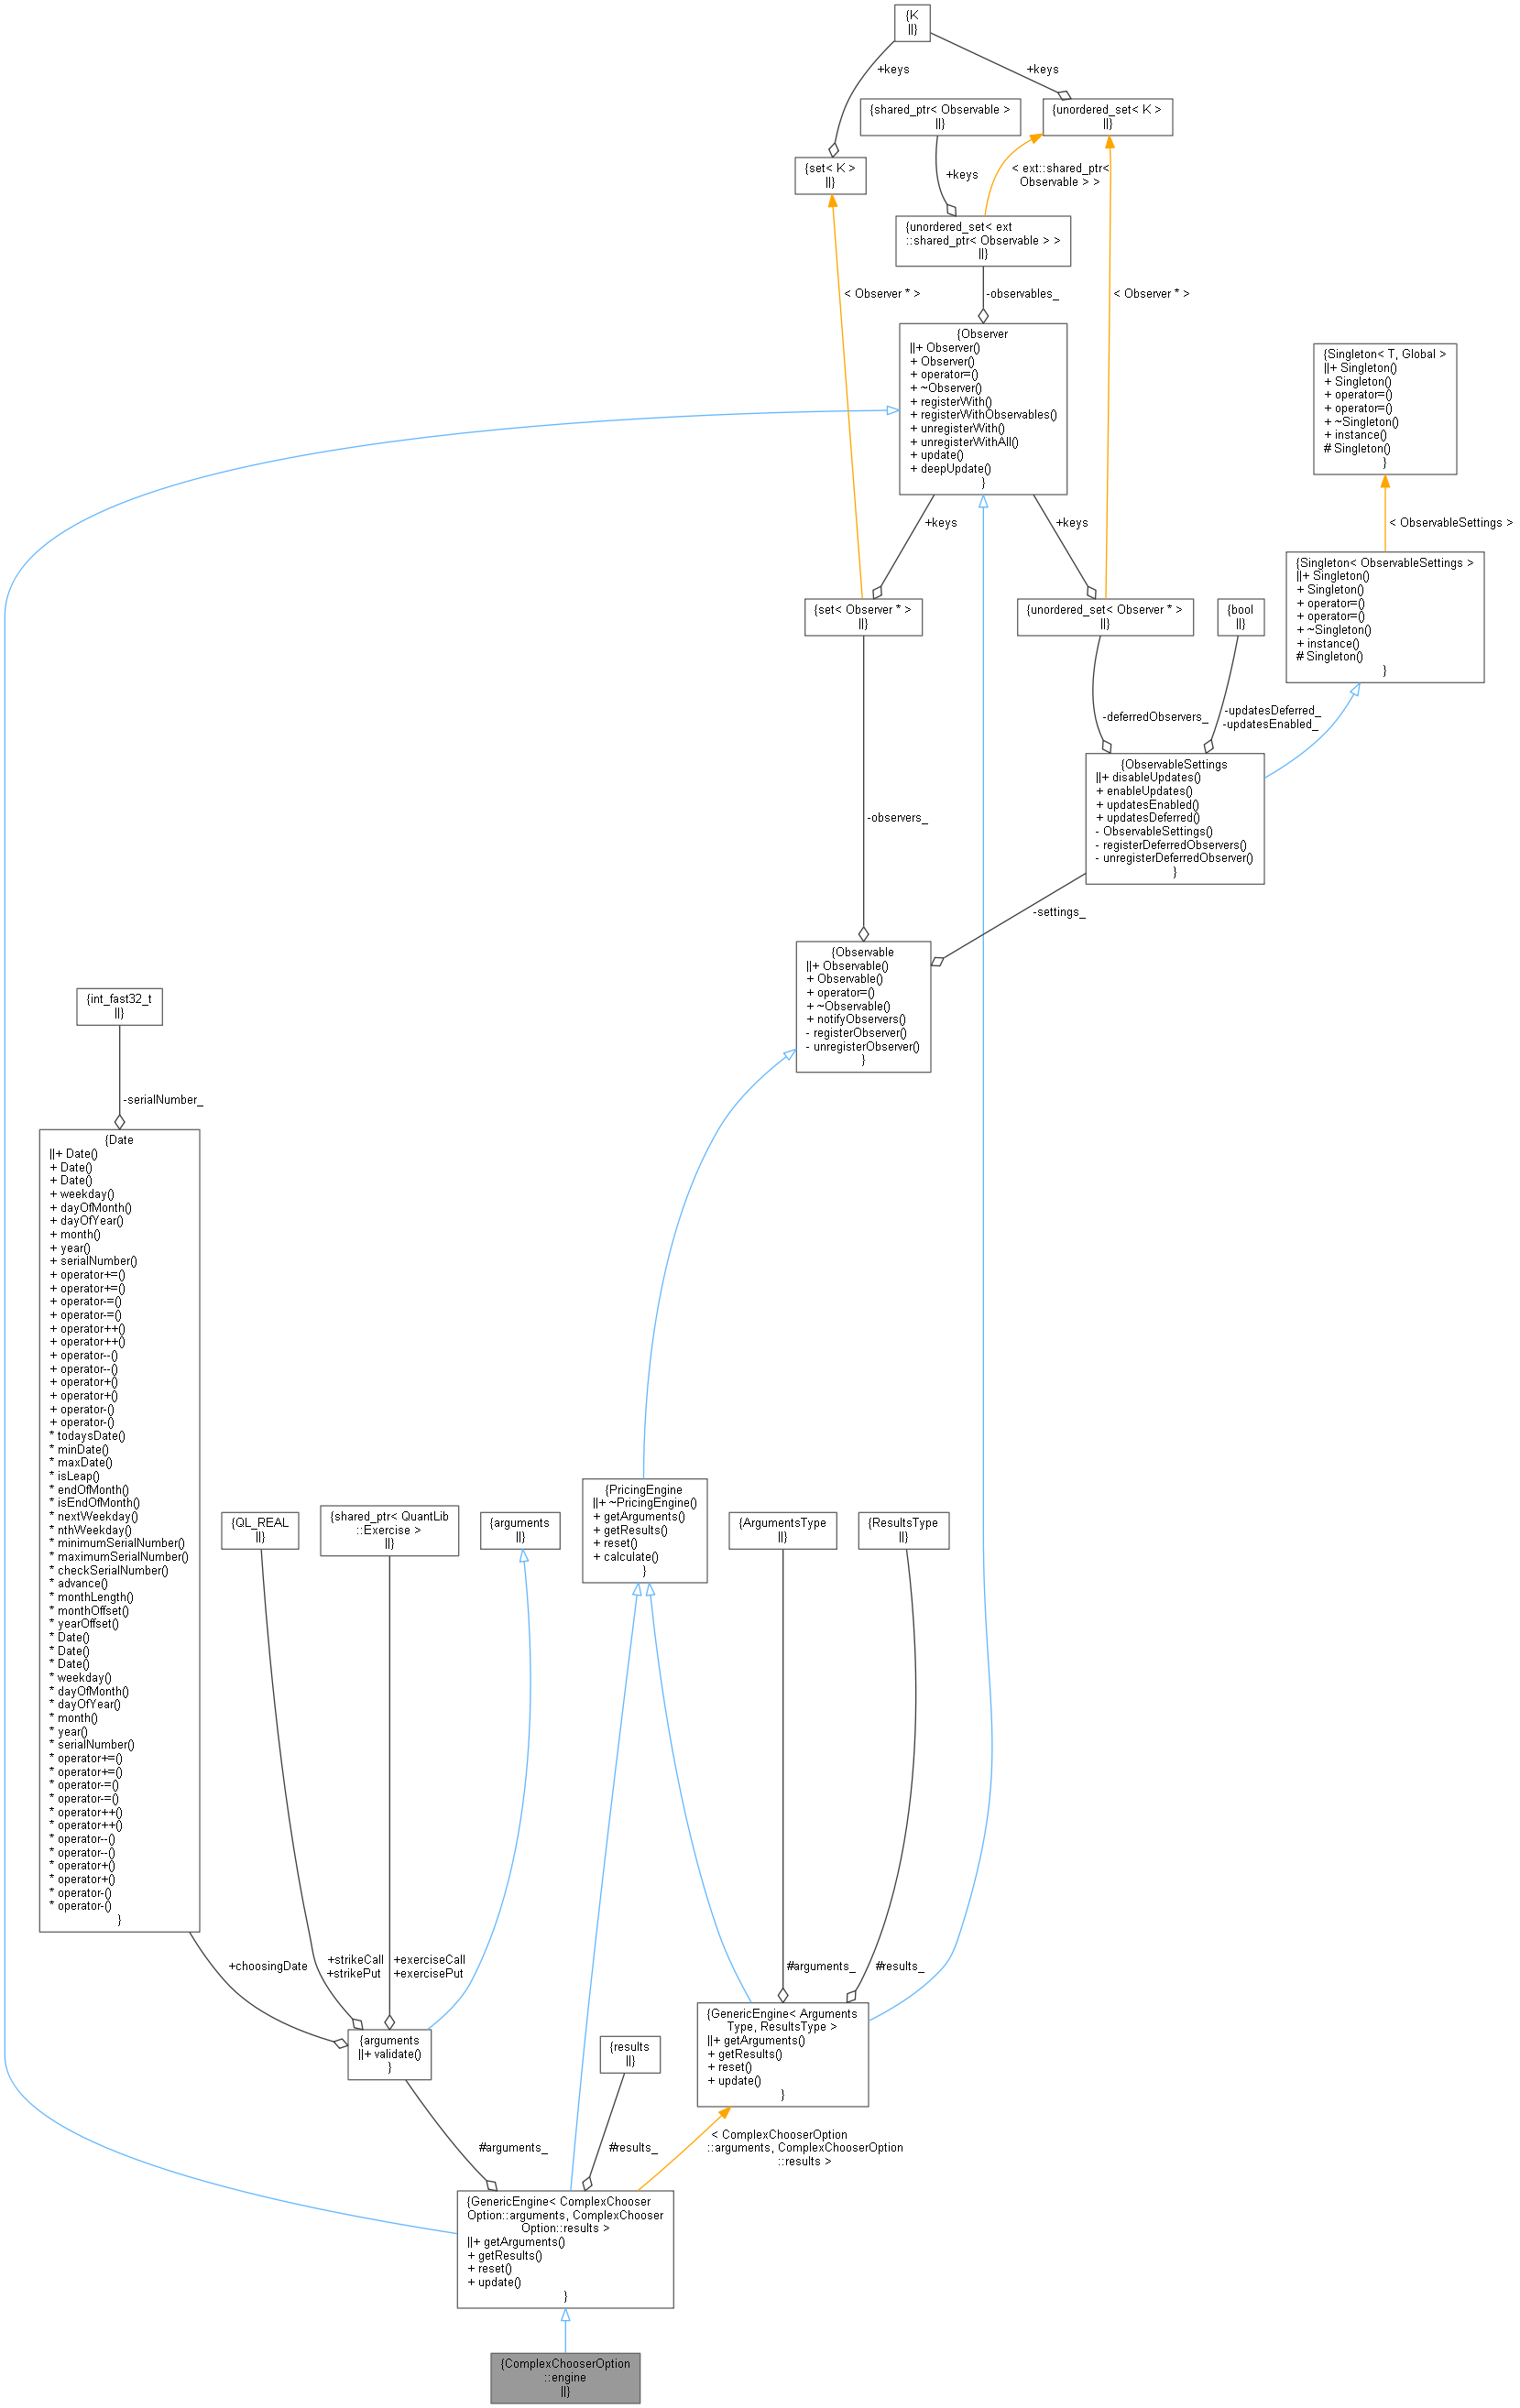 {K
||}
+keys
+keys
{shared_ptr< Observable >
||}
{unordered_set< K >
||}
{set< K >
||}
+keys
< ext::shared_ptr<
Observable > >
{unordered_set< ext
::shared_ptr< Observable > >
||}
< Observer * >
-observables_
< Observer * >
{Observer
||+ Observer()
+ Observer()
+ operator=()
+ ~Observer()
+ registerWith()
+ registerWithObservables()
+ unregisterWith()
+ unregisterWithAll()
+ update()
+ deepUpdate()
}
{Singleton< T, Global >
||+ Singleton()
+ Singleton()
+ operator=()
+ operator=()
+ ~Singleton()
+ instance()
# Singleton()
}
+keys
+keys
< ObservableSettings >
{Singleton< ObservableSettings >
||+ Singleton()
+ Singleton()
+ operator=()
+ operator=()
+ ~Singleton()
+ instance()
# Singleton()
}
{set< Observer * >
||}
{unordered_set< Observer * >
||}
{bool
||}
-deferredObservers_
-updatesDeferred_
-updatesEnabled_
{ObservableSettings
||+ disableUpdates()
+ enableUpdates()
+ updatesEnabled()
+ updatesDeferred()
- ObservableSettings()
- registerDeferredObservers()
- unregisterDeferredObserver()
}
-observers_
-settings_
{Observable
||+ Observable()
+ Observable()
+ operator=()
+ ~Observable()
+ notifyObservers()
- registerObserver()
- unregisterObserver()
}
{int_fast32_t
||}
-serialNumber_
{Date
||+ Date()
+ Date()
+ Date()
+ weekday()
+ dayOfMonth()
+ dayOfYear()
+ month()
+ year()
+ serialNumber()
+ operator+=()
+ operator+=()
+ operator-=()
+ operator-=()
+ operator++()
+ operator++()
+ operator--()
+ operator--()
+ operator+()
+ operator+()
+ operator-()
+ operator-()
* todaysDate()
* minDate()
* maxDate()
* isLeap()
* endOfMonth()
* isEndOfMonth()
* nextWeekday()
* nthWeekday()
* minimumSerialNumber()
* maximumSerialNumber()
* checkSerialNumber()
* advance()
* monthLength()
* monthOffset()
* yearOffset()
* Date()
* Date()
* Date()
* weekday()
* dayOfMonth()
* dayOfYear()
* month()
* year()
* serialNumber()
* operator+=()
* operator+=()
* operator-=()
* operator-=()
* operator++()
* operator++()
* operator--()
* operator--()
* operator+()
* operator+()
* operator-()
* operator-()
}
{QL_REAL
||}
{shared_ptr< QuantLib
::Exercise >
||}
{arguments
||}
{PricingEngine
||+ ~PricingEngine()
+ getArguments()
+ getResults()
+ reset()
+ calculate()
}
{ArgumentsType
||}
{ResultsType
||}
+choosingDate
+strikeCall
+strikePut
+exerciseCall
+exercisePut
#arguments_
#results_
{arguments
||+ validate()
}
{results
||}
{GenericEngine< Arguments
Type, ResultsType >
||+ getArguments()
+ getResults()
+ reset()
+ update()
}
#arguments_
#results_
< ComplexChooserOption
::arguments, ComplexChooserOption
::results >
{GenericEngine< ComplexChooser
Option::arguments, ComplexChooser
Option::results >
||+ getArguments()
+ getResults()
+ reset()
+ update()
}
{ComplexChooserOption
::engine
||}